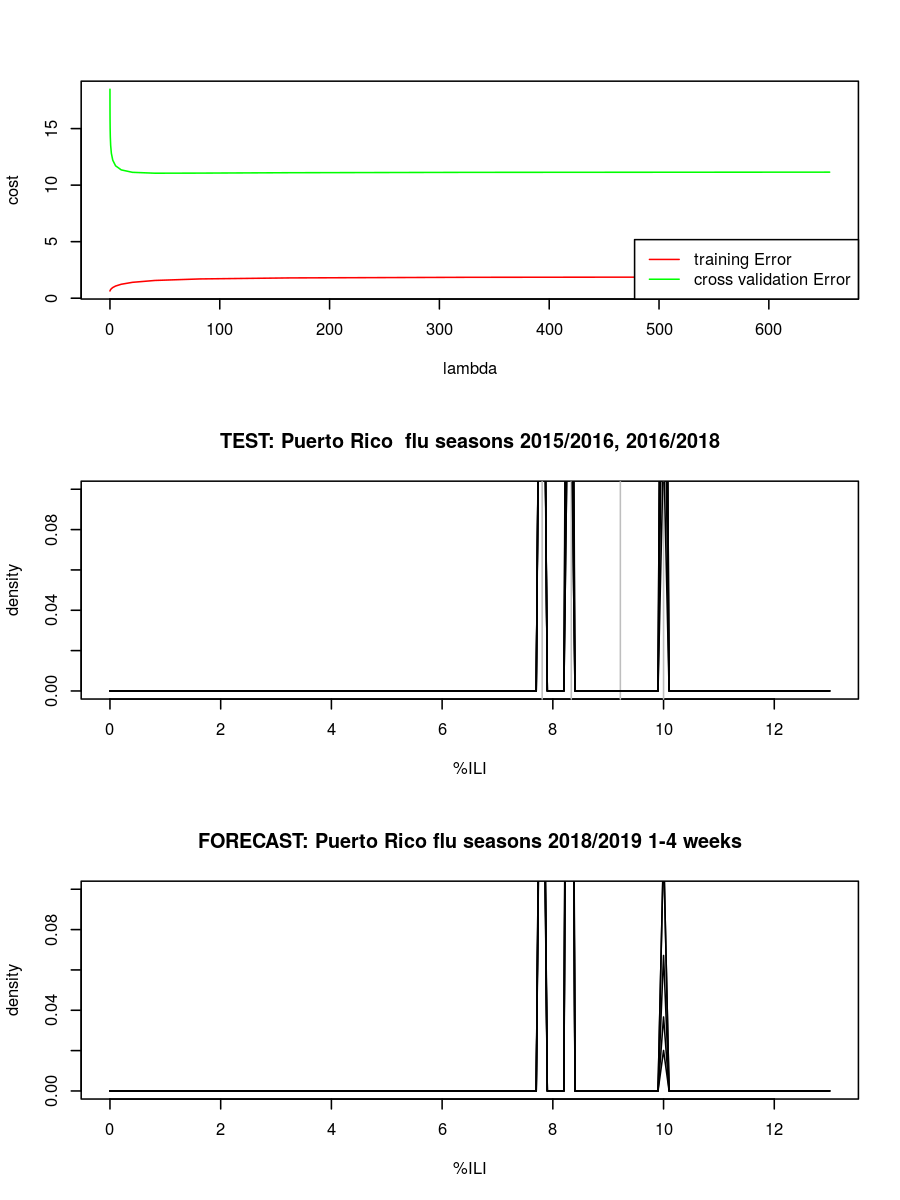 15
10
5
0
cost
training Error
cross validation Error
0 100 200 300 400 500 600
lambda
TEST: Puerto Rico  flu seasons 2015/2016, 2016/2018
0.08
0.04
0.00
density
0 2 4 6 8 10 12
%ILI
FORECAST: Puerto Rico flu seasons 2018/2019 1-4 weeks
0.08
0.04
0.00
density
0 2 4 6 8 10 12
%ILI